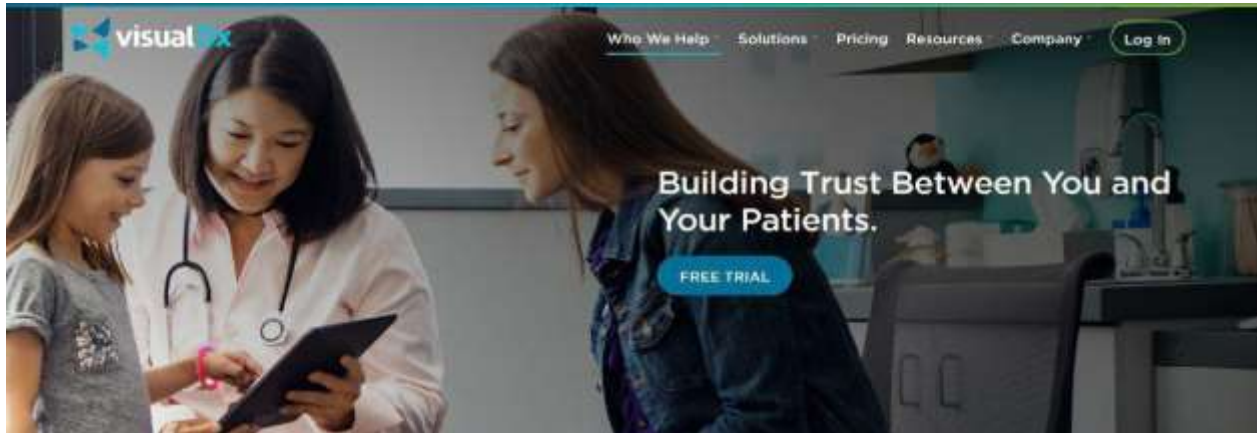 visualDx
Who We Help
Solutions
Pricing
Resources
Company
Log In
Building Trust Between You and
Your Patients.
FREE TRIAL